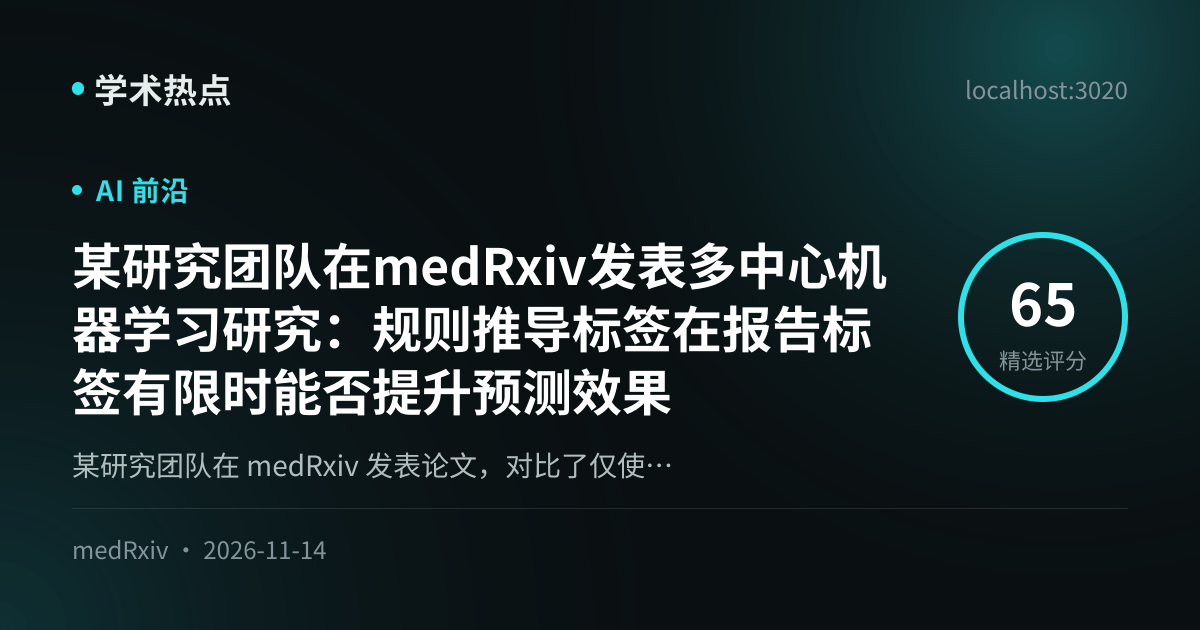 学术热点
localhost:3020
AI 前沿
某研究团队在medRxiv发表多中心机
器学习研究：规则推导标签在报告标
签有限时能否提升预测效果
65
精选评分
某研究团队在 medRxiv 发表论文，对比了仅使…
medRxiv · 2026-11-14